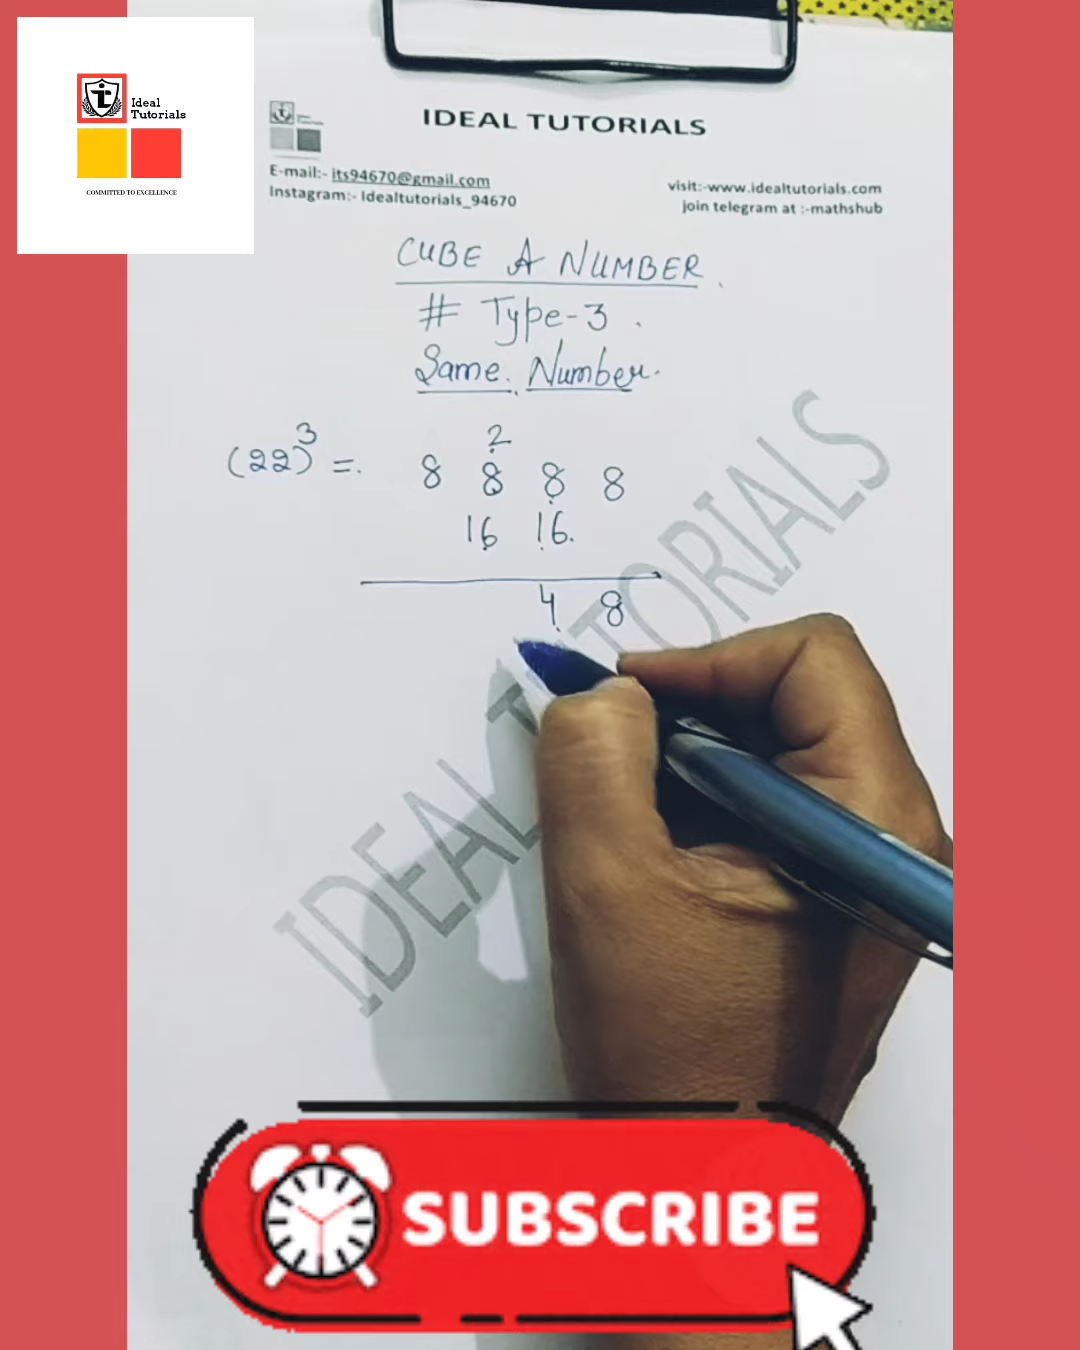 Ideal
Tutorials
COMMITTED TO EXCELLENCE
IDEAL TUTORIALS
E-mail:- its94670@gmail.com
Instagram:- Idealtutorials_94670
visit:-www.idealtutorials.com
join telegram at :-mathshub
CUBE A NUMBER.
# Type-3.
Same. Number.
2
(22)³ =. 8 8 8 8
16 16.
4 8
IDEAL TUTORIALS
SUBSCRIBE